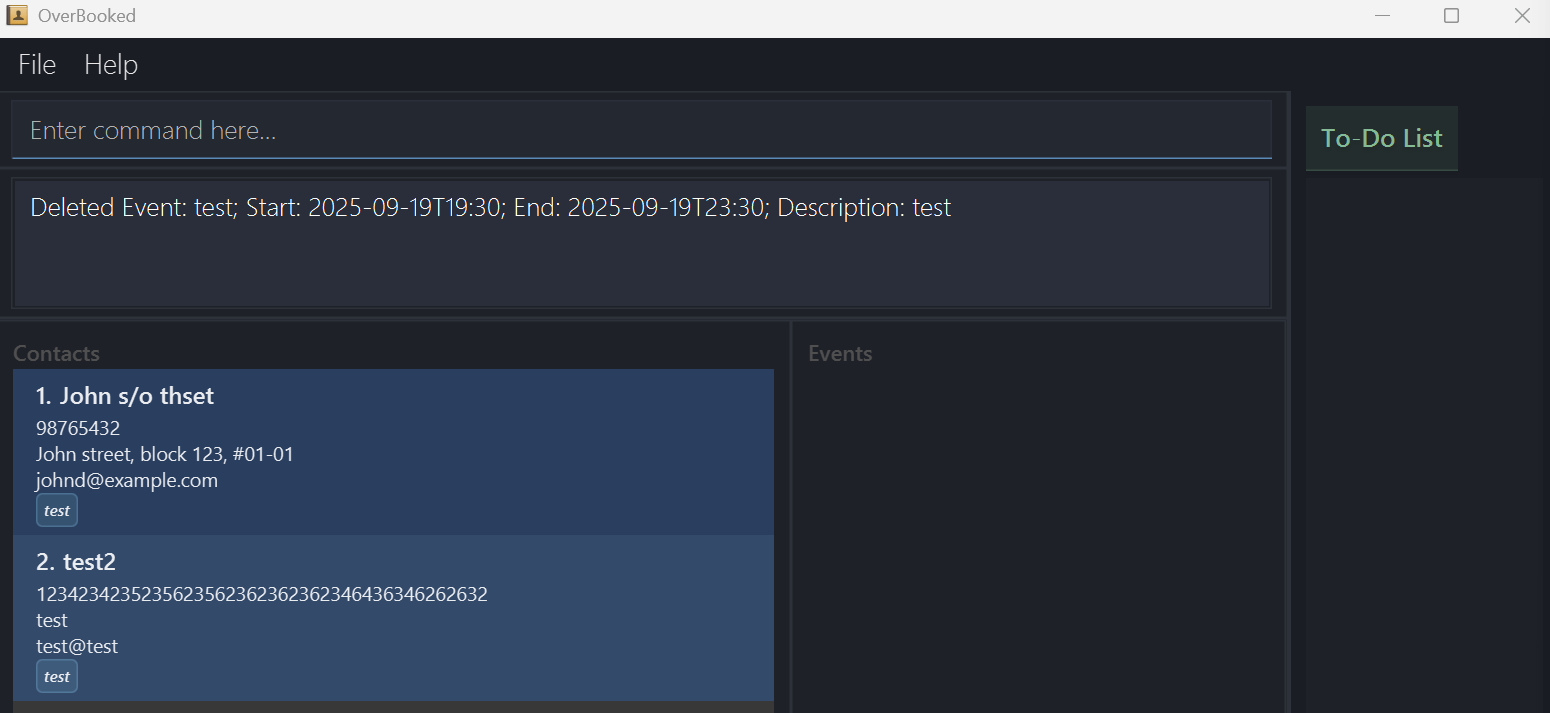 OverBooked
File Help
Enter command here...
To-Do List
Deleted Event: test; Start: 2025-09-19T19:30; End: 2025-09-19T23:30; Description: test
Contacts
Events
1. John s/o thset
98765432
John street, block 123, #01-01
johnd@example.com
test
2. test2
1234234235235623562362362362346436346262632
test
test@test
test